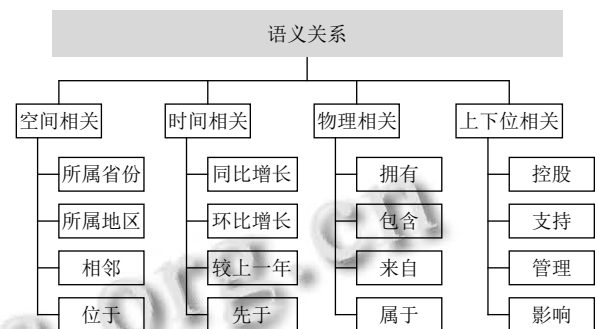 语义关系
空间相关 时间相关 物理相关 上下位相关
所属省份 同比增长 拥有 控股
所属地区 环比增长 包含 支持
相邻 较上一年 来自 管理
位于 先于 属于 影响
org.cn